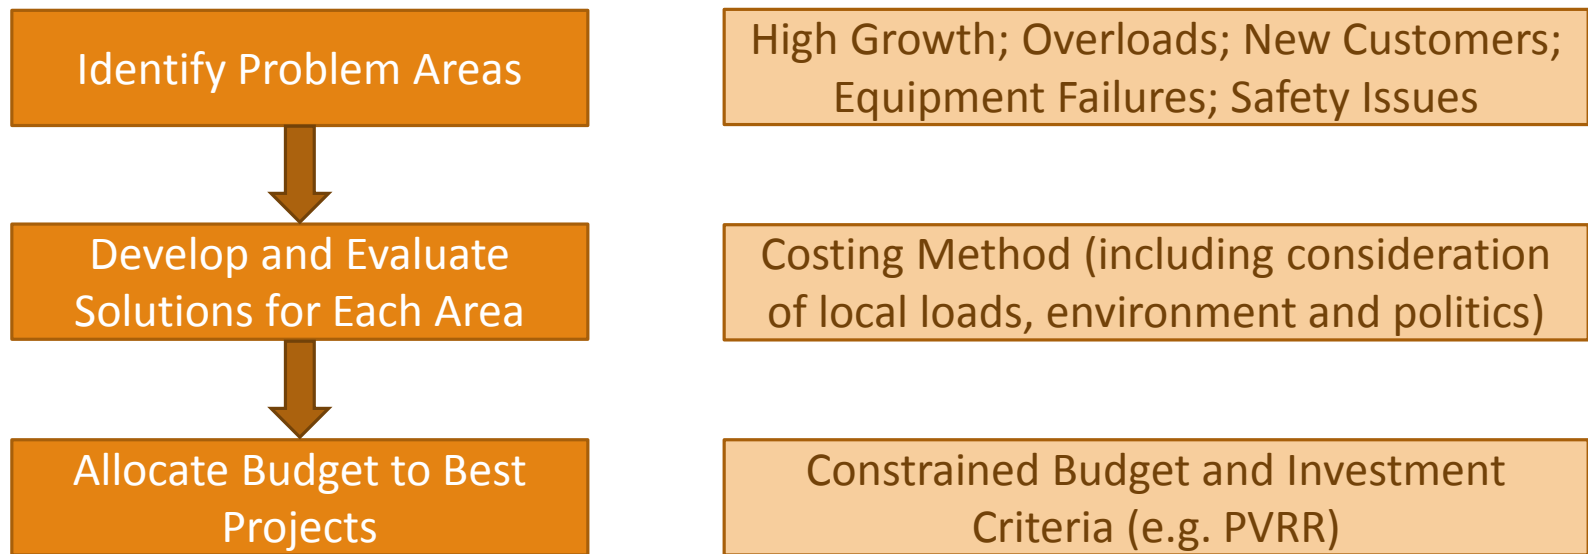 Identify Problem Areas
High Growth; Overloads; New Customers;
Equipment Failures; Safety Issues
Develop and Evaluate
Solutions for Each Area
Costing Method (including consideration
of local loads, environment and politics)
Allocate Budget to Best
Projects
Constrained Budget and Investment
Criteria (e.g. PVRR)